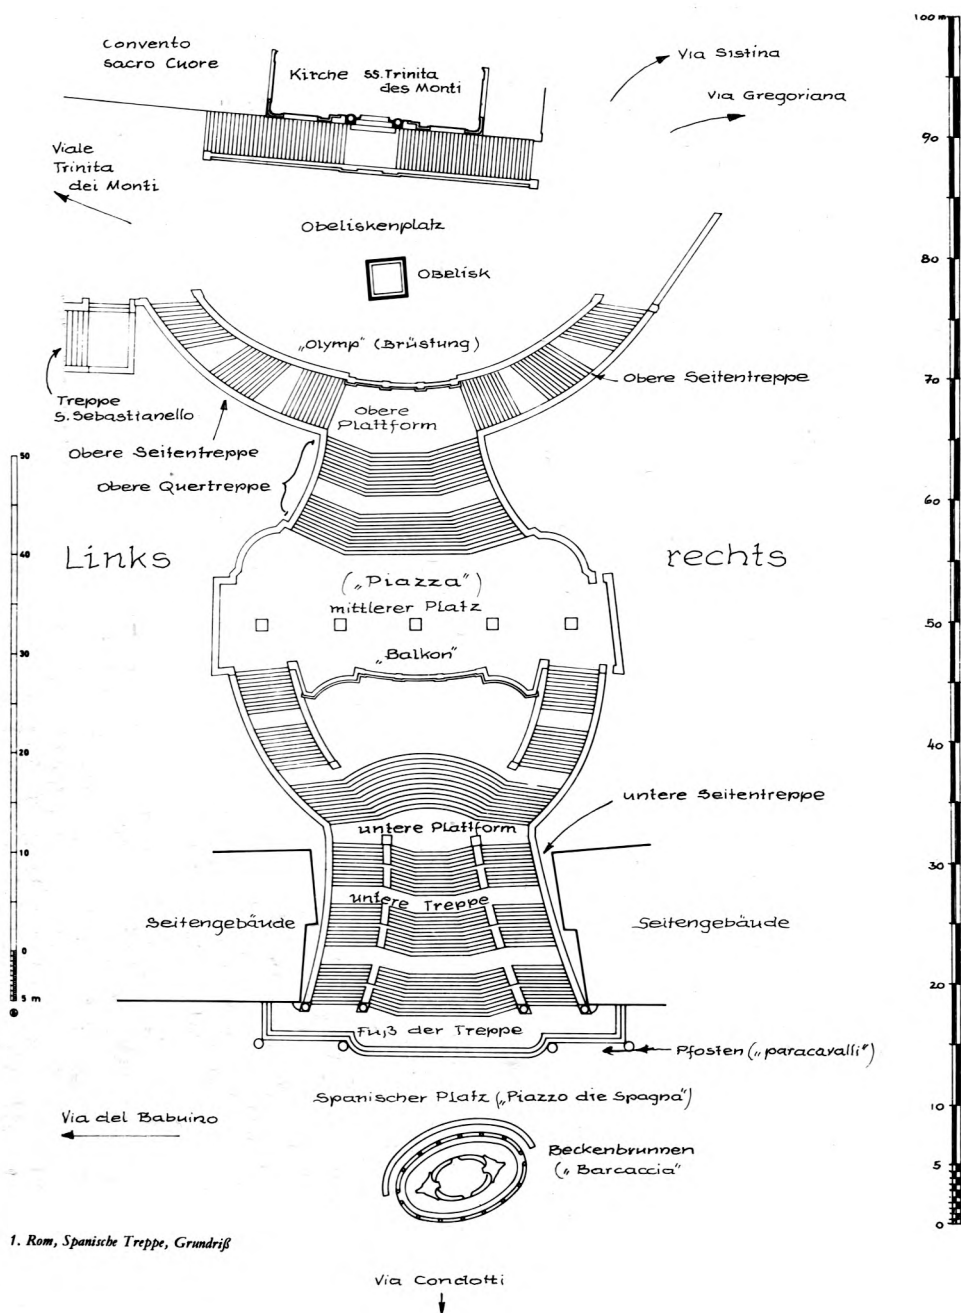 100 m
Convento
sacro Cuore
Kirche ss. Trinita
des Monti
Via Sistina
Via Gregoriana
90
Viale
Trinita
dei Monti
Obeliskenplatz
80
OBELISK
„Olymp" (Brüstung)
Obere Seitentreppe
70
Treppe
S. Sebastianello
Obere
Plattform
Obere Seitentreppe
50
Obere Quertreppe
60
40
Links
rechts
(„Piazza")
mittlerer Platz
50
30
„Balkon"
20
40
untere Seitentreppe
untere Plattform
10
30
untere Treppe
Seitengebäude
Seitengebäude
0
20
5 m
Fuß der Treppe
Pfosten („paracavalli")
Spanischer Platz („Piazzo die Spagna")
10
Via del Babuino
Beckenbrunnen
(„Barcaccia"
5
0
1. Rom, Spanische Treppe, Grundriß
Via Condotti